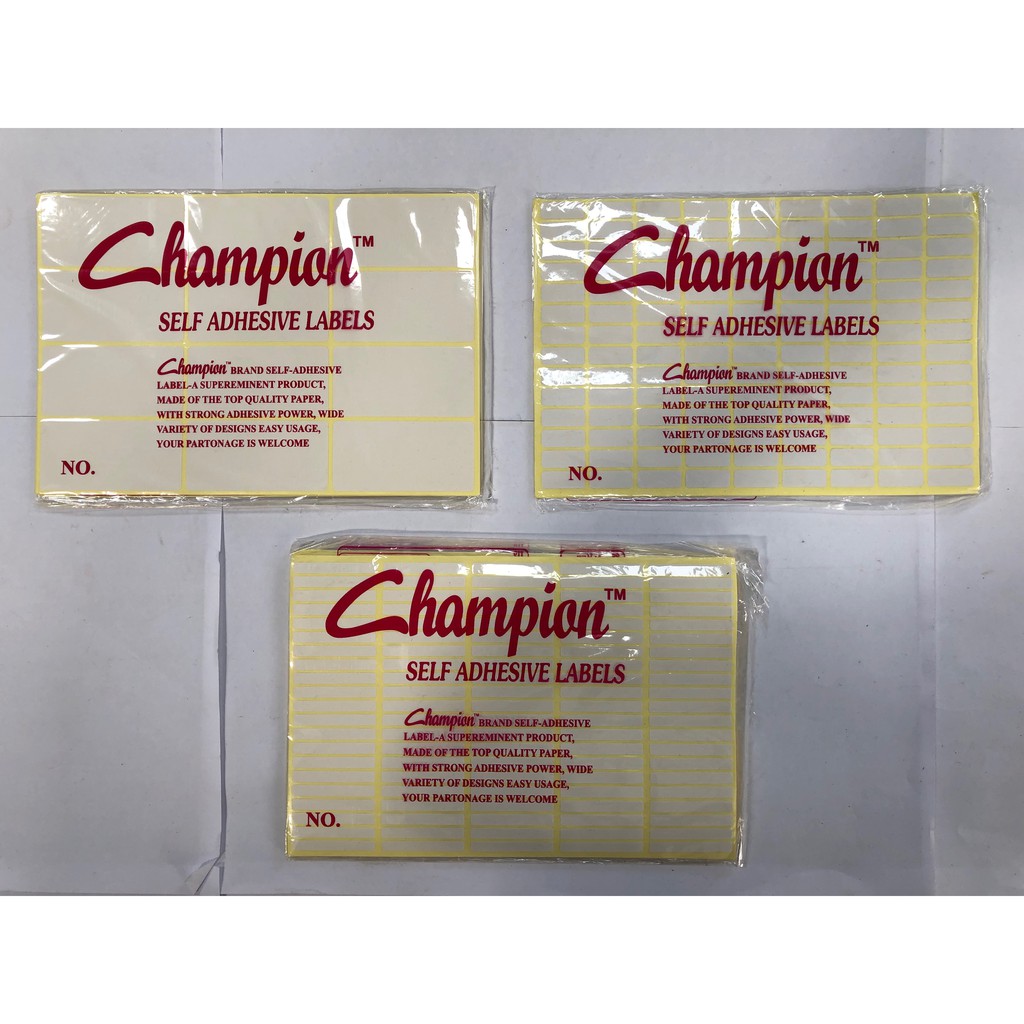 Champion™
SELF ADHESIVE LABELS
Champion™ BRAND SELF-ADHESIVE
LABEL-A SUPEREMINENT PRODUCT,
MADE OF THE TOP QUALITY PAPER,
WITH STRONG ADHESIVE POWER, WIDE
VARIETY OF DESIGNS EASY USAGE,
YOUR PARTONAGE IS WELCOME
NO.
Champion™
SELF ADHESIVE LABELS
Champion™ BRAND SELF-ADHESIVE
LABEL-A SUPEREMINENT PRODUCT,
MADE OF THE TOP QUALITY PAPER,
WITH STRONG ADHESIVE POWER, WIDE
VARIETY OF DESIGNS EASY USAGE,
YOUR PARTONAGE IS WELCOME
NO.
Champion™
SELF ADHESIVE LABELS
Champion™ BRAND SELF-ADHESIVE
LABEL-A SUPEREMINENT PRODUCT,
MADE OF THE TOP QUALITY PAPER,
WITH STRONG ADHESIVE POWER, WIDE
VARIETY OF DESIGNS EASY USAGE,
YOUR PARTONAGE IS WELCOME
NO.